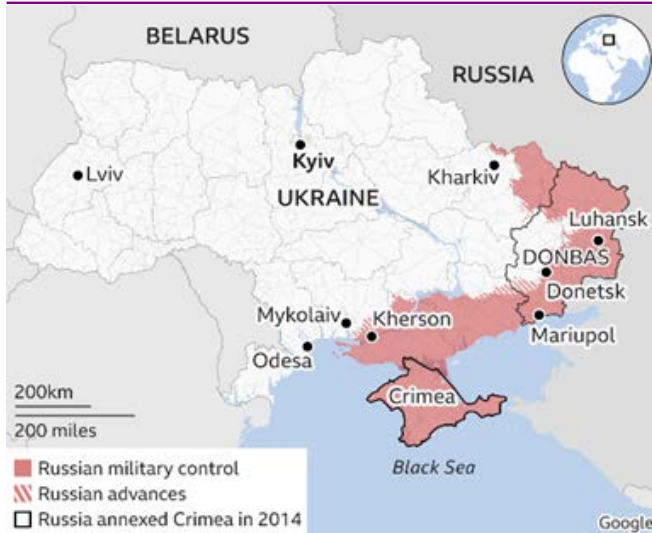 BELARUS
RUSSIA
Kyiv
Lviv
Kharkiv
UKRAINE
Luhansk
DONBAS
Donetsk
Mykolaiv
Kherson
Mariupol
Odesa
Crimea
200km
200 miles
Black Sea
Russian military control
Russian advances
Russia annexed Crimea in 2014
Google